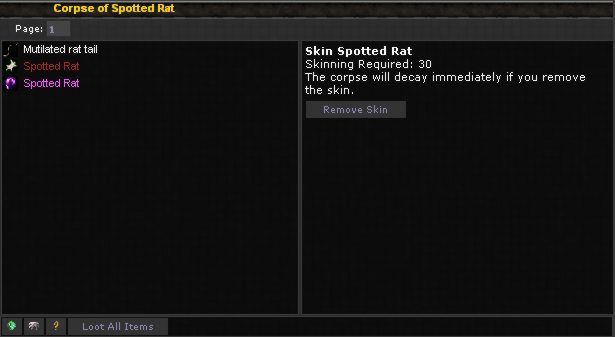 Corpse of Spotted Rat
Page: 1
Mutilated rat tail
Spotted Rat
Spotted Rat
Skin Spotted Rat
Skinning Required: 30
The corpse will decay immediately if you remove
the skin.
Remove Skin
? Loot All Items